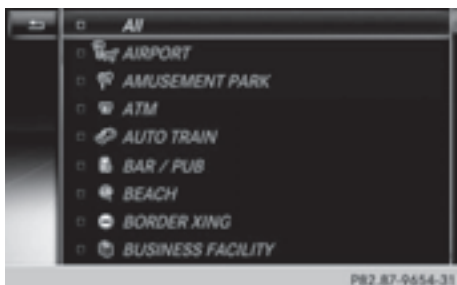 All
AIRPORT
AMUSEMENT PARK
ATM
AUTO TRAIN
BAR / PUB
BEACH
BORDER XING
BUSINESS FACILITY
P82.87-9654-31